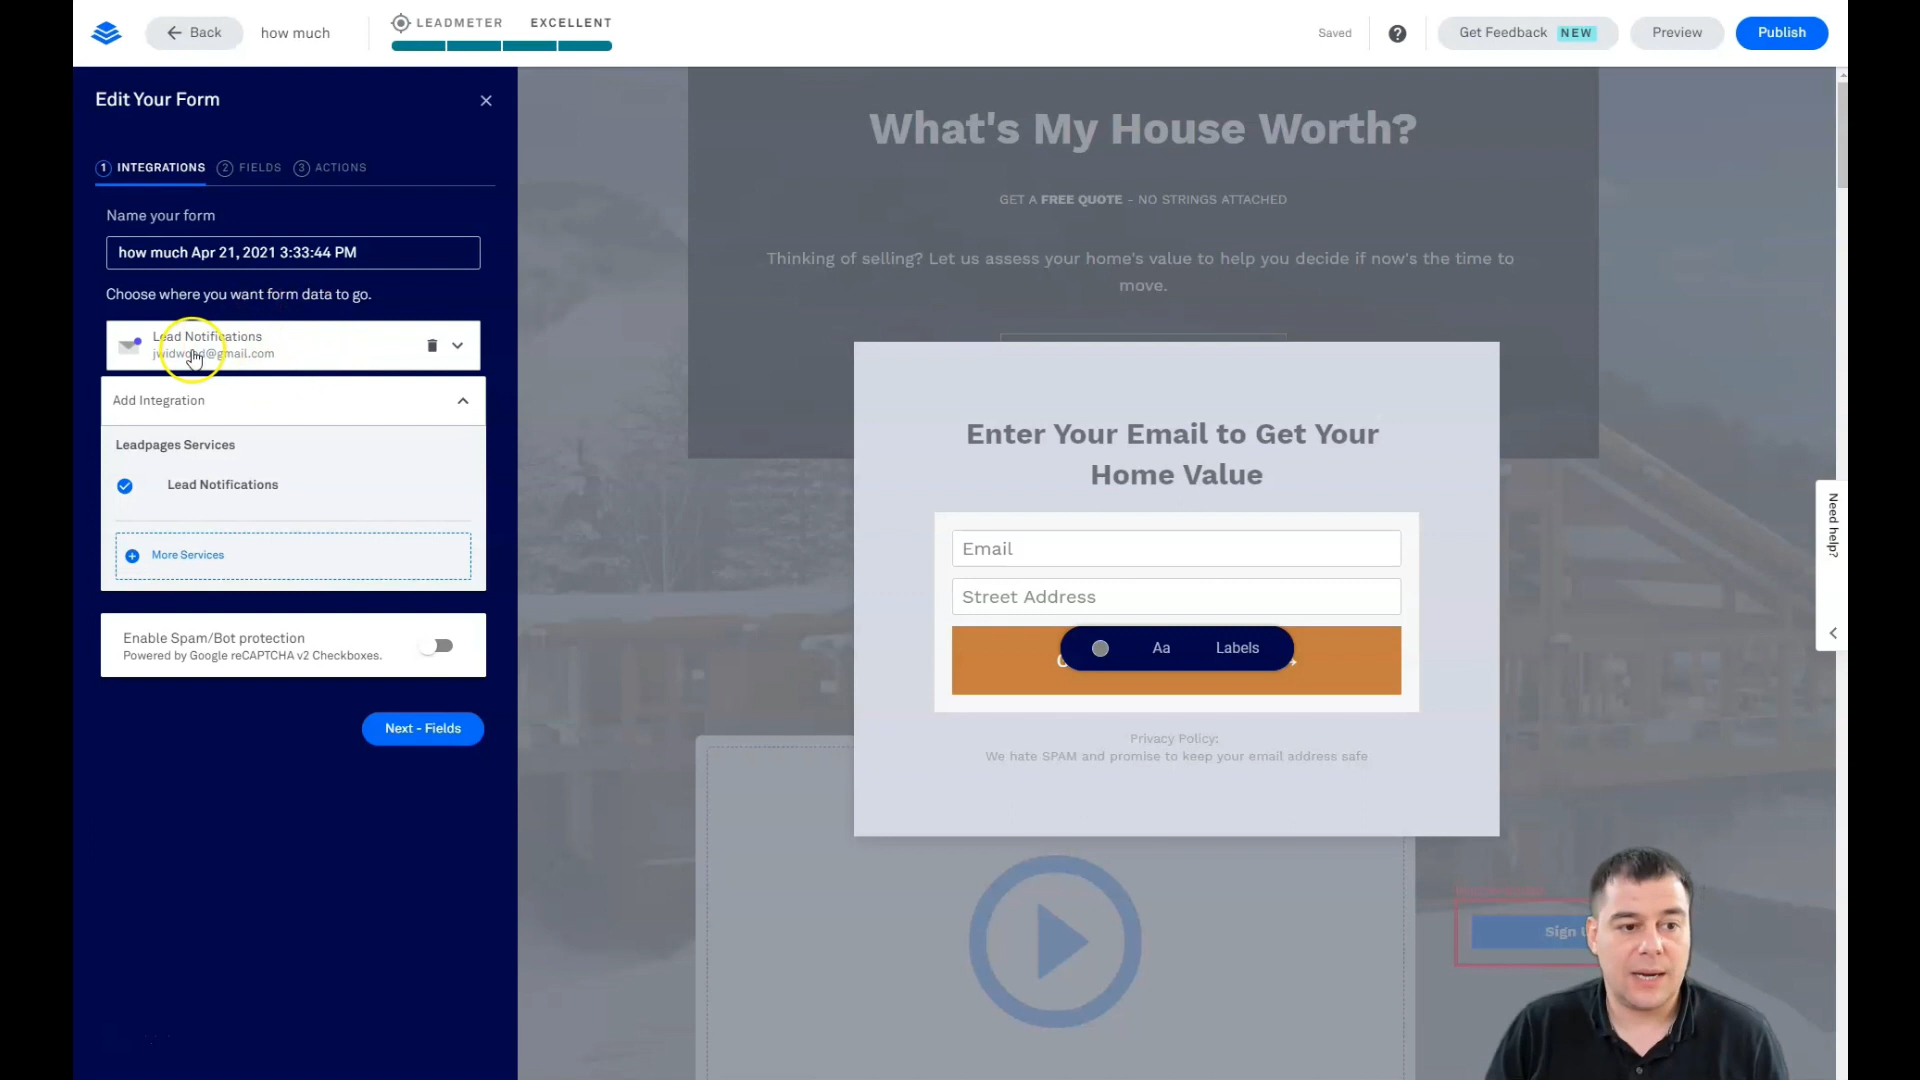 Back
how much
LEADMETER
EXCELLENT
Saved
Get Feedback NEW
Preview
Publish
Edit Your Form
1 INTEGRATIONS
2 FIELDS
3 ACTIONS
Name your form
how much Apr 21, 2021 3:33:44 PM
Choose where you want form data to go.
Lead Notifications
jwidwood@gmail.com
Add Integration
Leadpages Services
Lead Notifications
More Services
Enable Spam/Bot protection
Powered by Google reCAPTCHA v2 Checkboxes.
Next - Fields
What's My House Worth?
GET A FREE QUOTE - NO STRINGS ATTACHED
Thinking of selling? Let us assess your home's value to help you decide if now's the time to
move.
Enter Your Email to Get Your
Home Value
Email
Street Address
Aa
Labels
Privacy Policy:
We hate SPAM and promise to keep your email address safe
Sign
Need help?